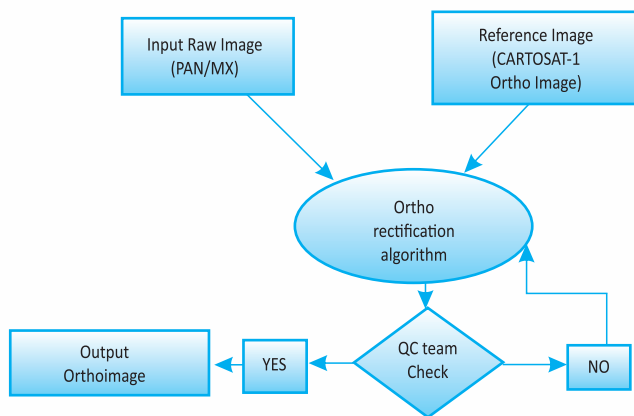 Input Raw Image
(PAN/MX)
Reference Image
(CARTOSAT-1
Ortho Image)
Ortho
rectification
algorithm
QC team
Check
YES
NO
Output
Orthoimage